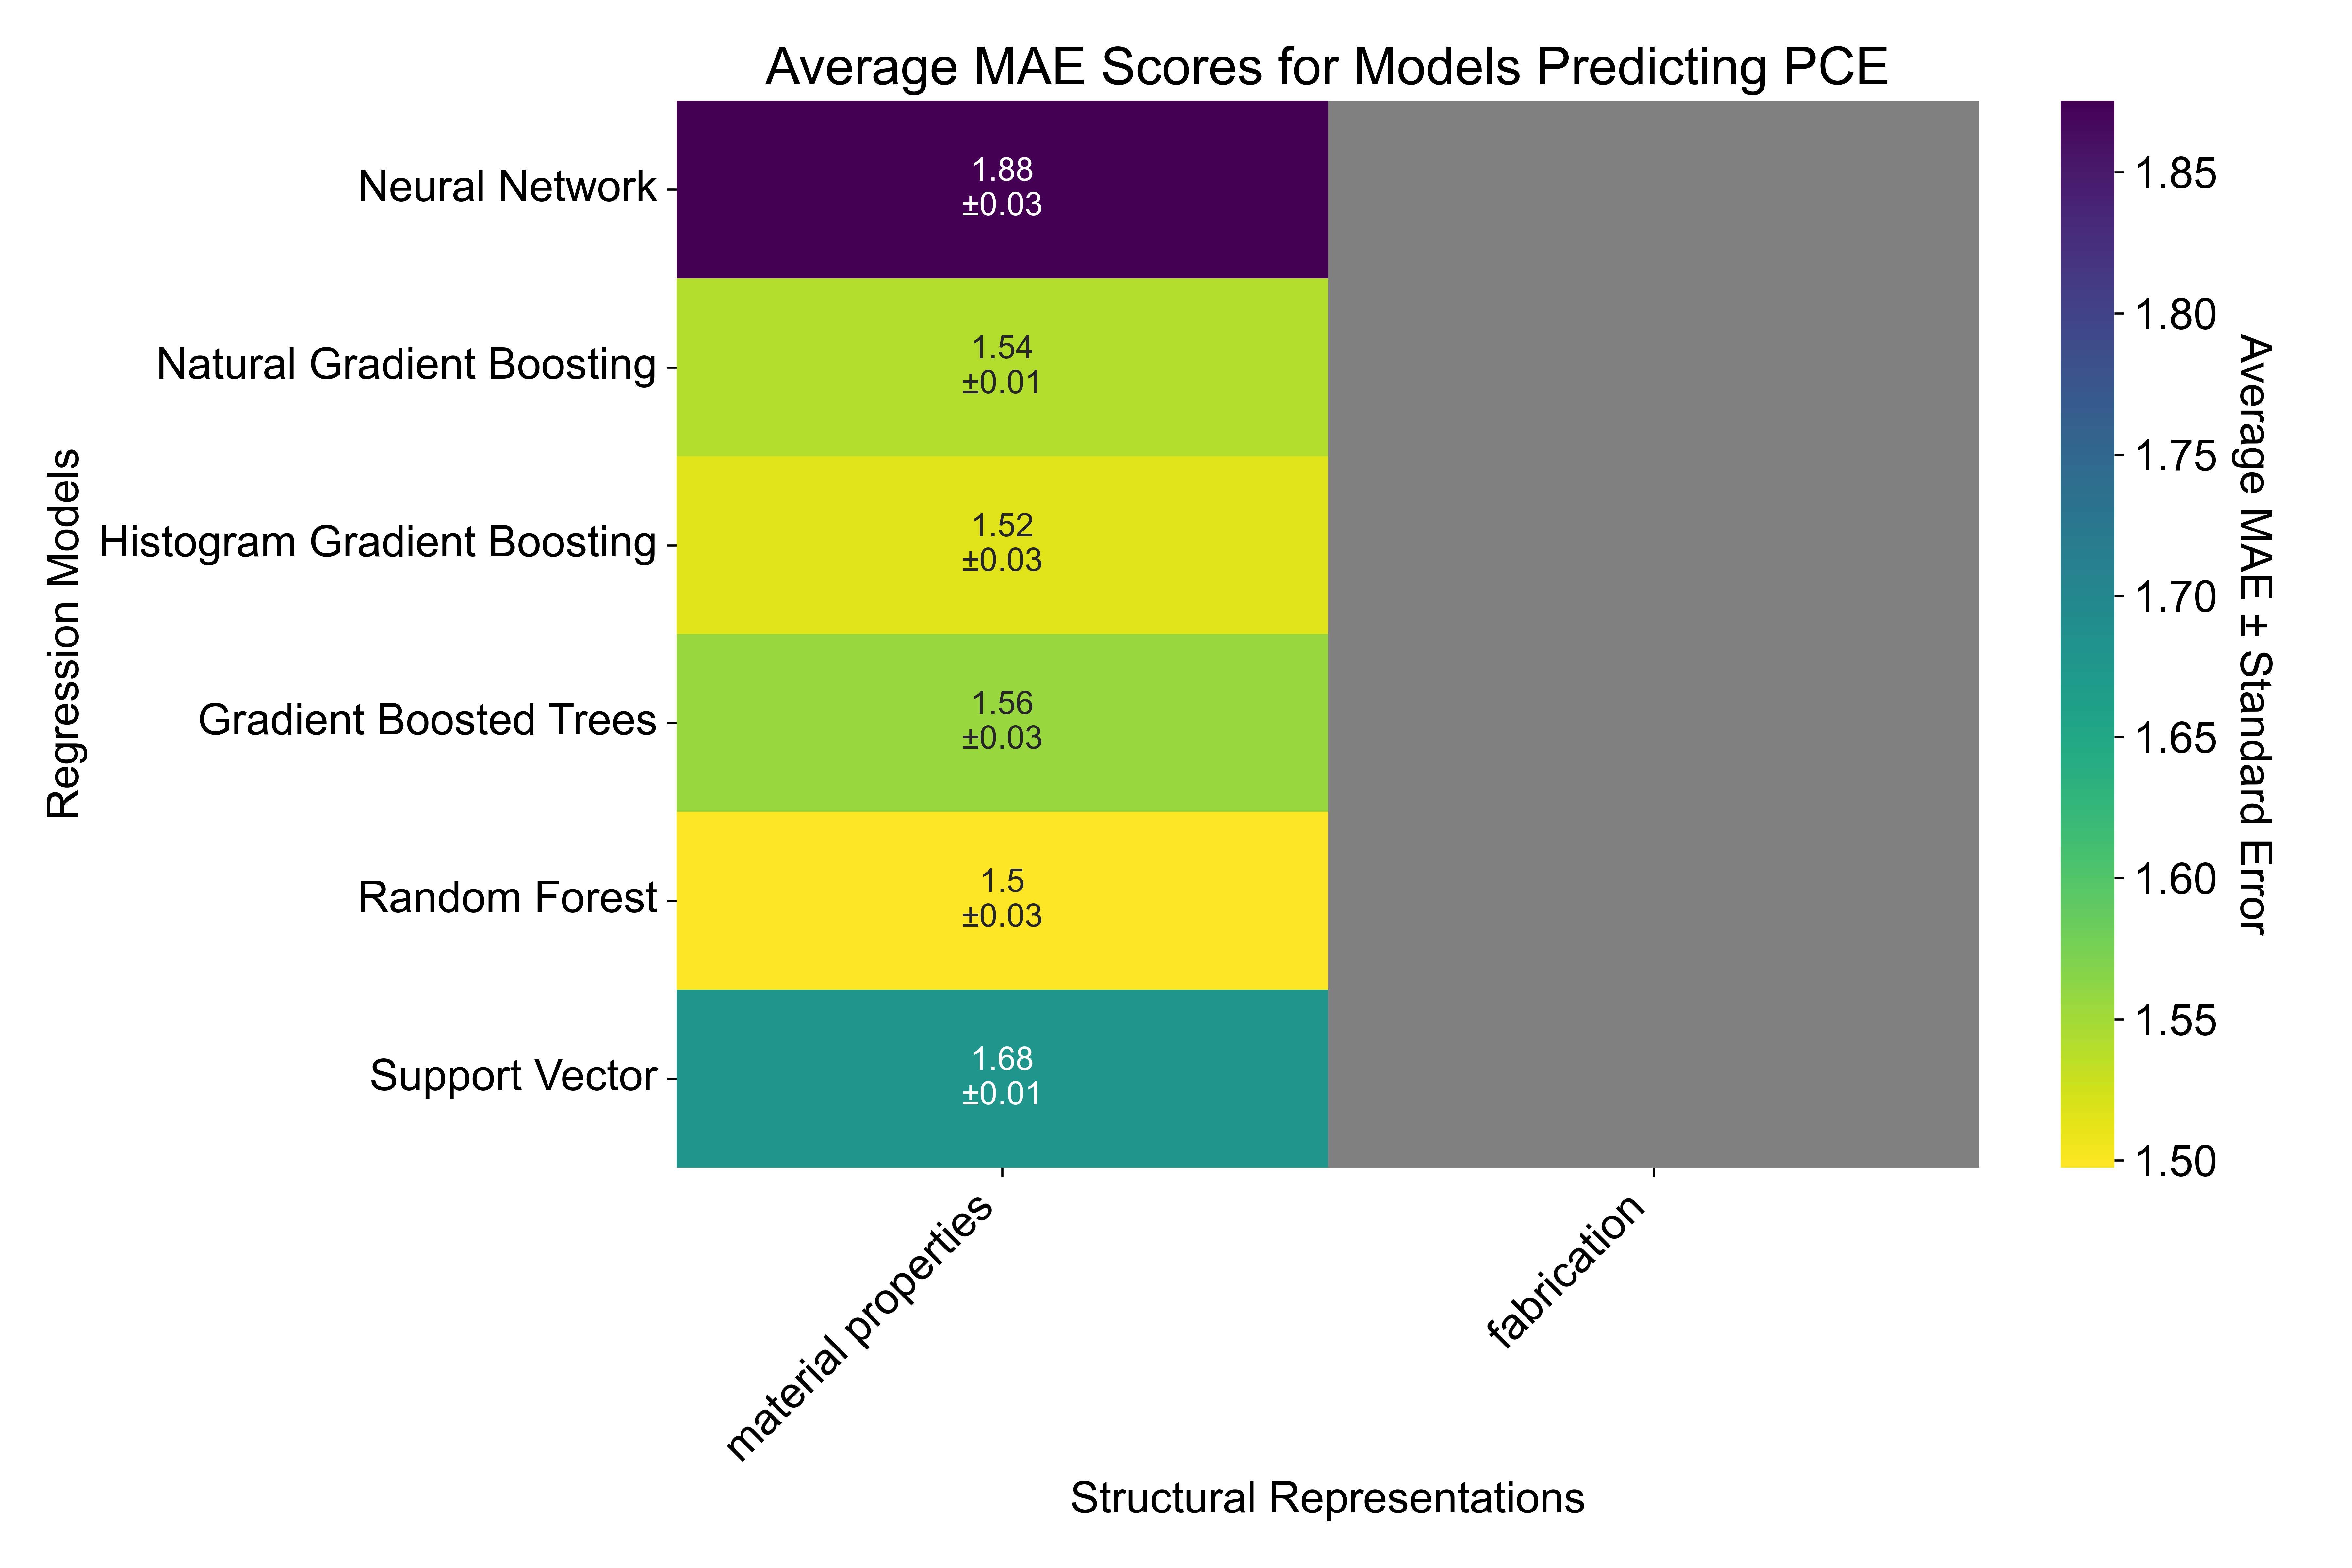 Average MAE Scores for Models Predicting PCE
Regression Models
Neural Network
1.88
±0.03
Natural Gradient Boosting
1.54
±0.01
Histogram Gradient Boosting
1.52
±0.03
Gradient Boosted Trees
1.56
±0.03
Random Forest
1.5
±0.03
Support Vector
1.68
±0.01
material properties
fabrication
Structural Representations
1.85
1.80
1.75
1.70
1.65
1.60
1.55
1.50
Average MAE ± Standard Error